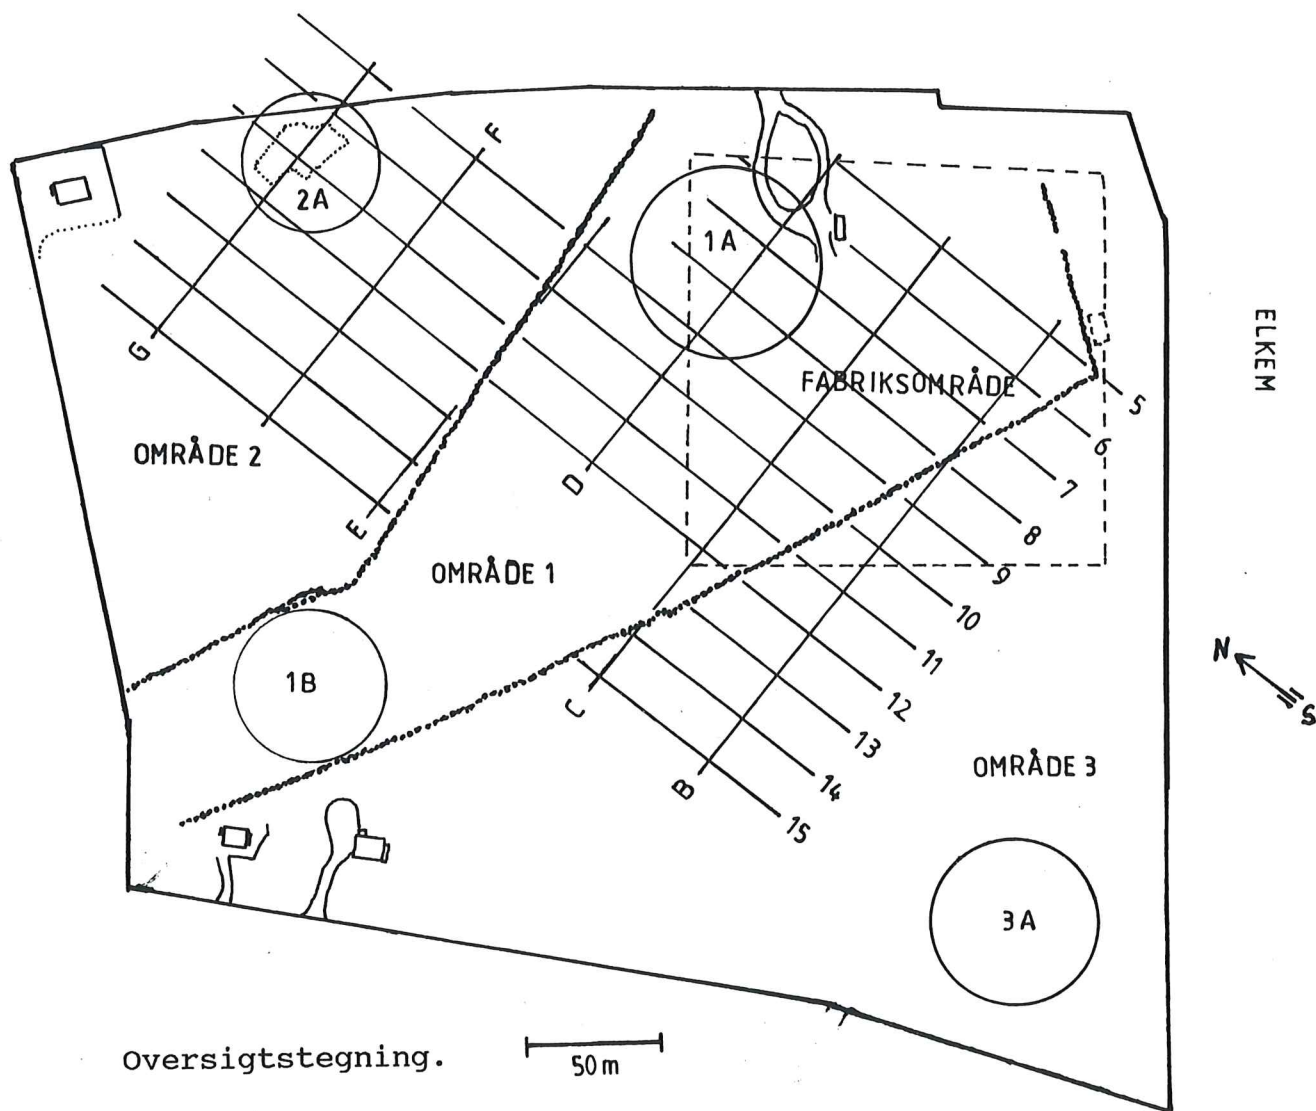 F
2A
1A
ELKEM
G
FABRIKSOMRÅDE
5
6
OMRÅDE 2
D
7
E
8
9
OMRÅDE 1
10
11
N
S
1B
C
12
13
OMRÅDE 3
B
14
15
3A
Oversigtstegning.
50 m